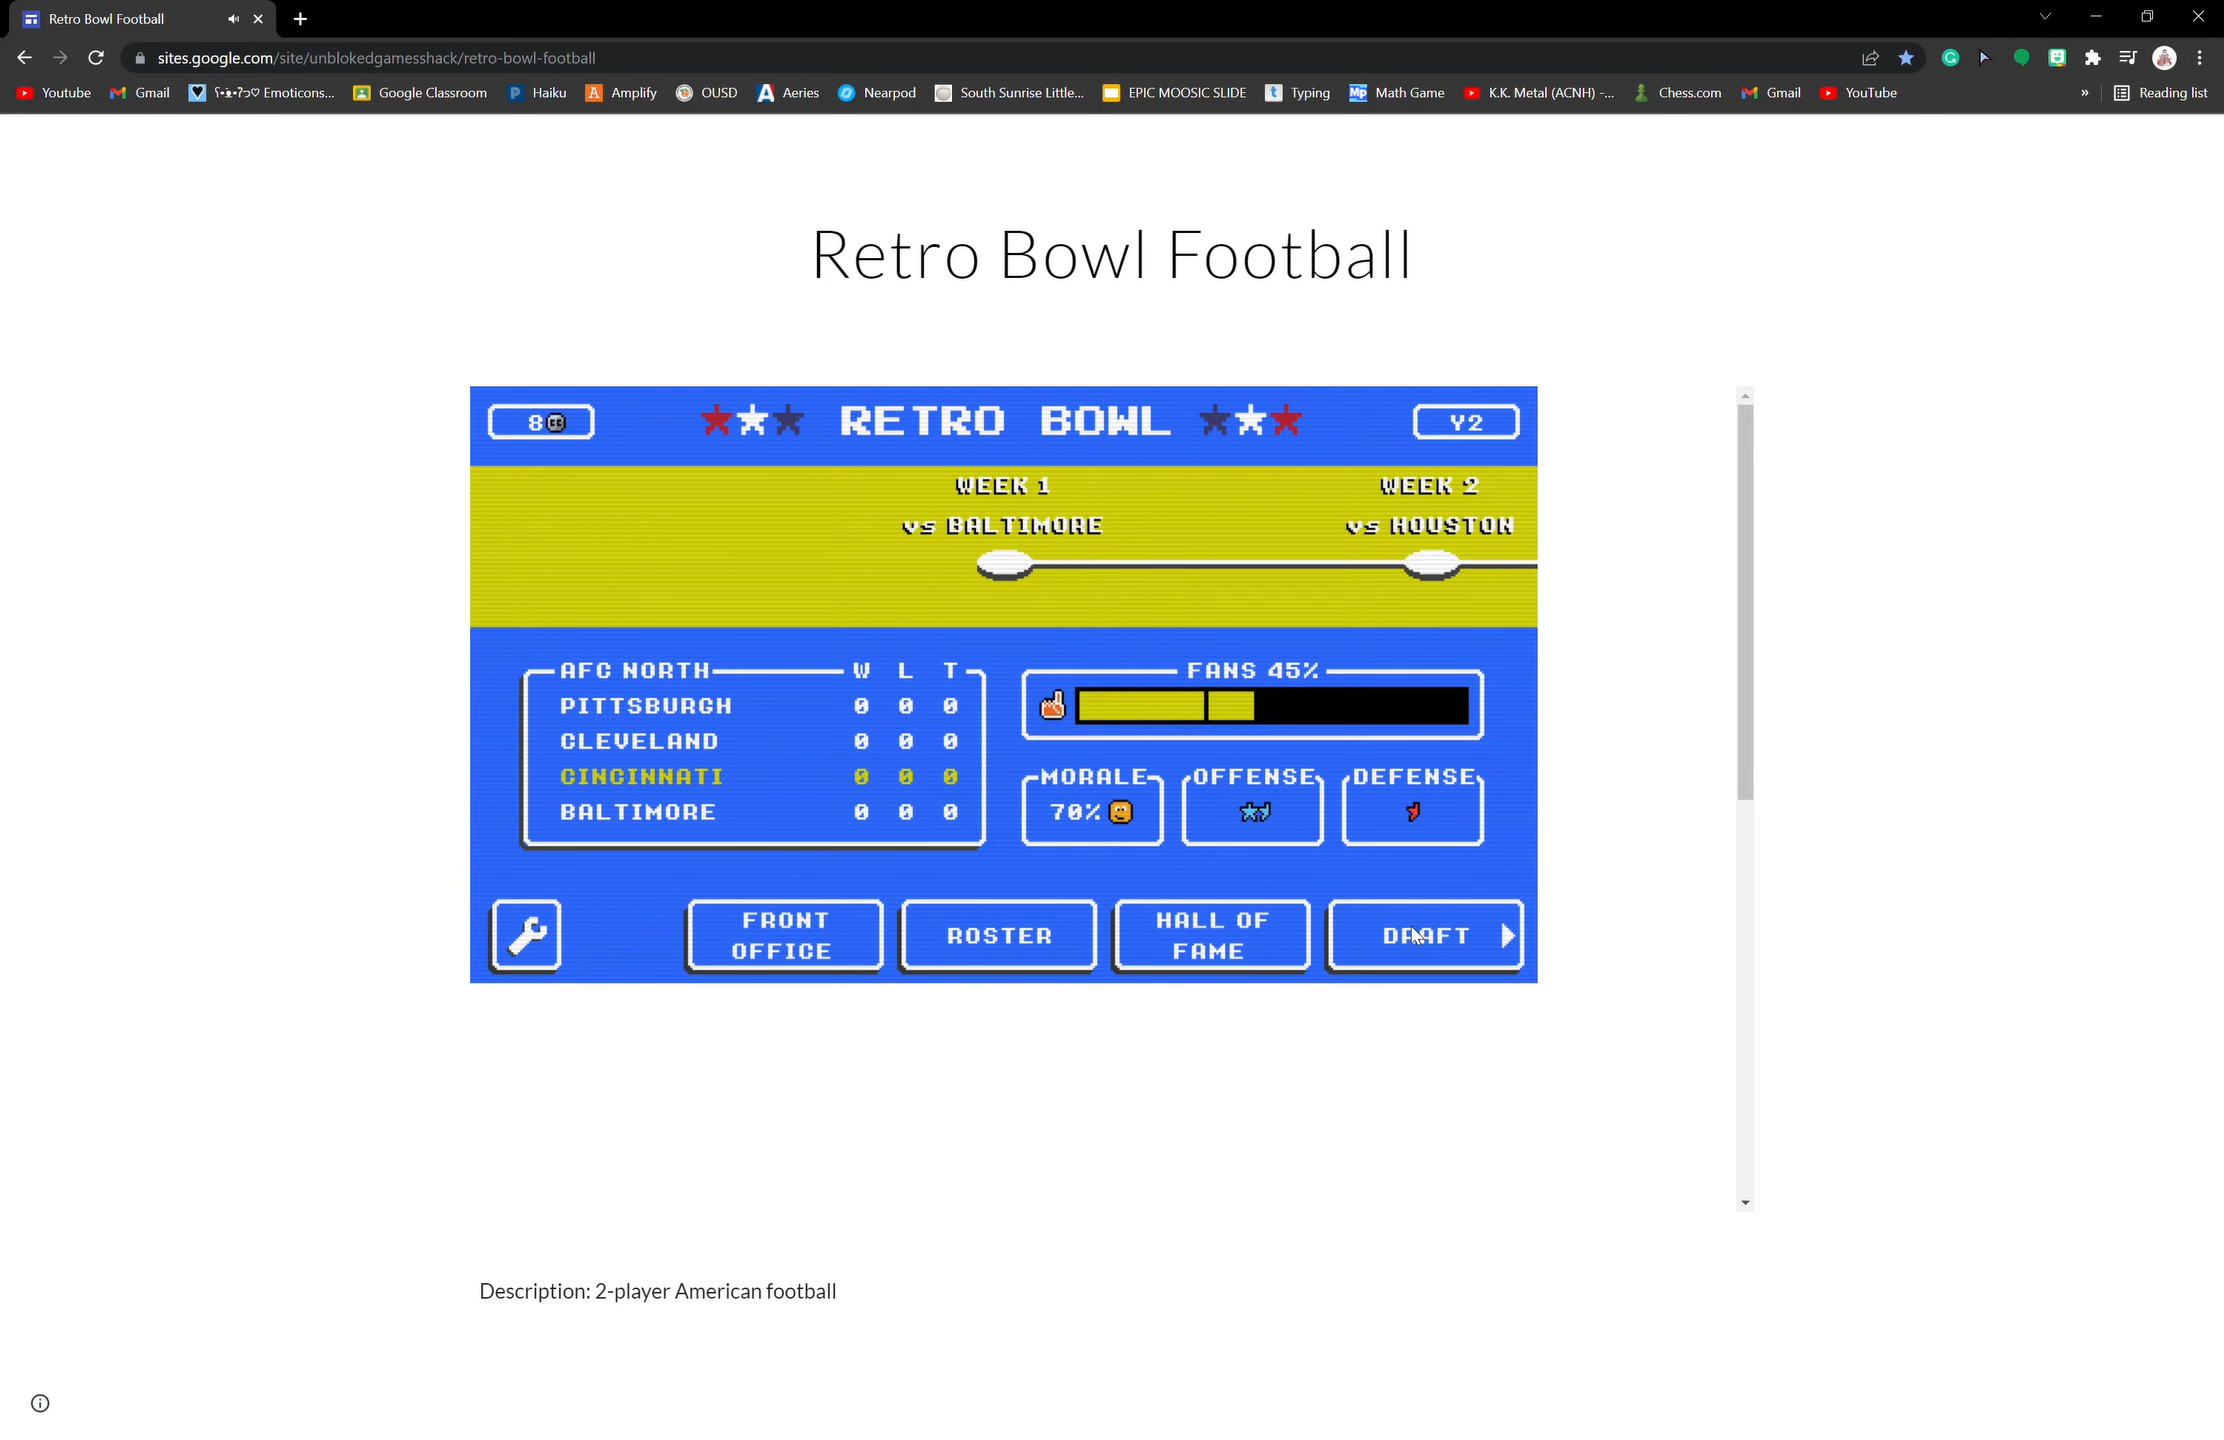 Retro Bowl Football
sites.google.com/site/unblokedgamesshack/retro-bowl-football
Youtube Gmail Emoticons... Google Classroom Haiku Amplify OUSD Aeries Nearpod South Sunrise Little... EPIC MOOSIC SLIDE Typing Math Game K.K. Metal (ACNH) -... Chess.com Gmail YouTube » Reading list
Retro Bowl Football
8 RETRO BOWL Y2
WEEK 1 WEEK 2
vs BALTIMORE vs HOUSTON
AFC NORTH W L T
PITTSBURGH 0 0 0
CLEVELAND 0 0 0
CINCINNATI 0 0 0
BALTIMORE 0 0 0
FANS 45%
MORALE OFFENSE DEFENSE
70%
FRONT
OFFICE
ROSTER
HALL OF
FAME
DRAFT
Description: 2-player American football